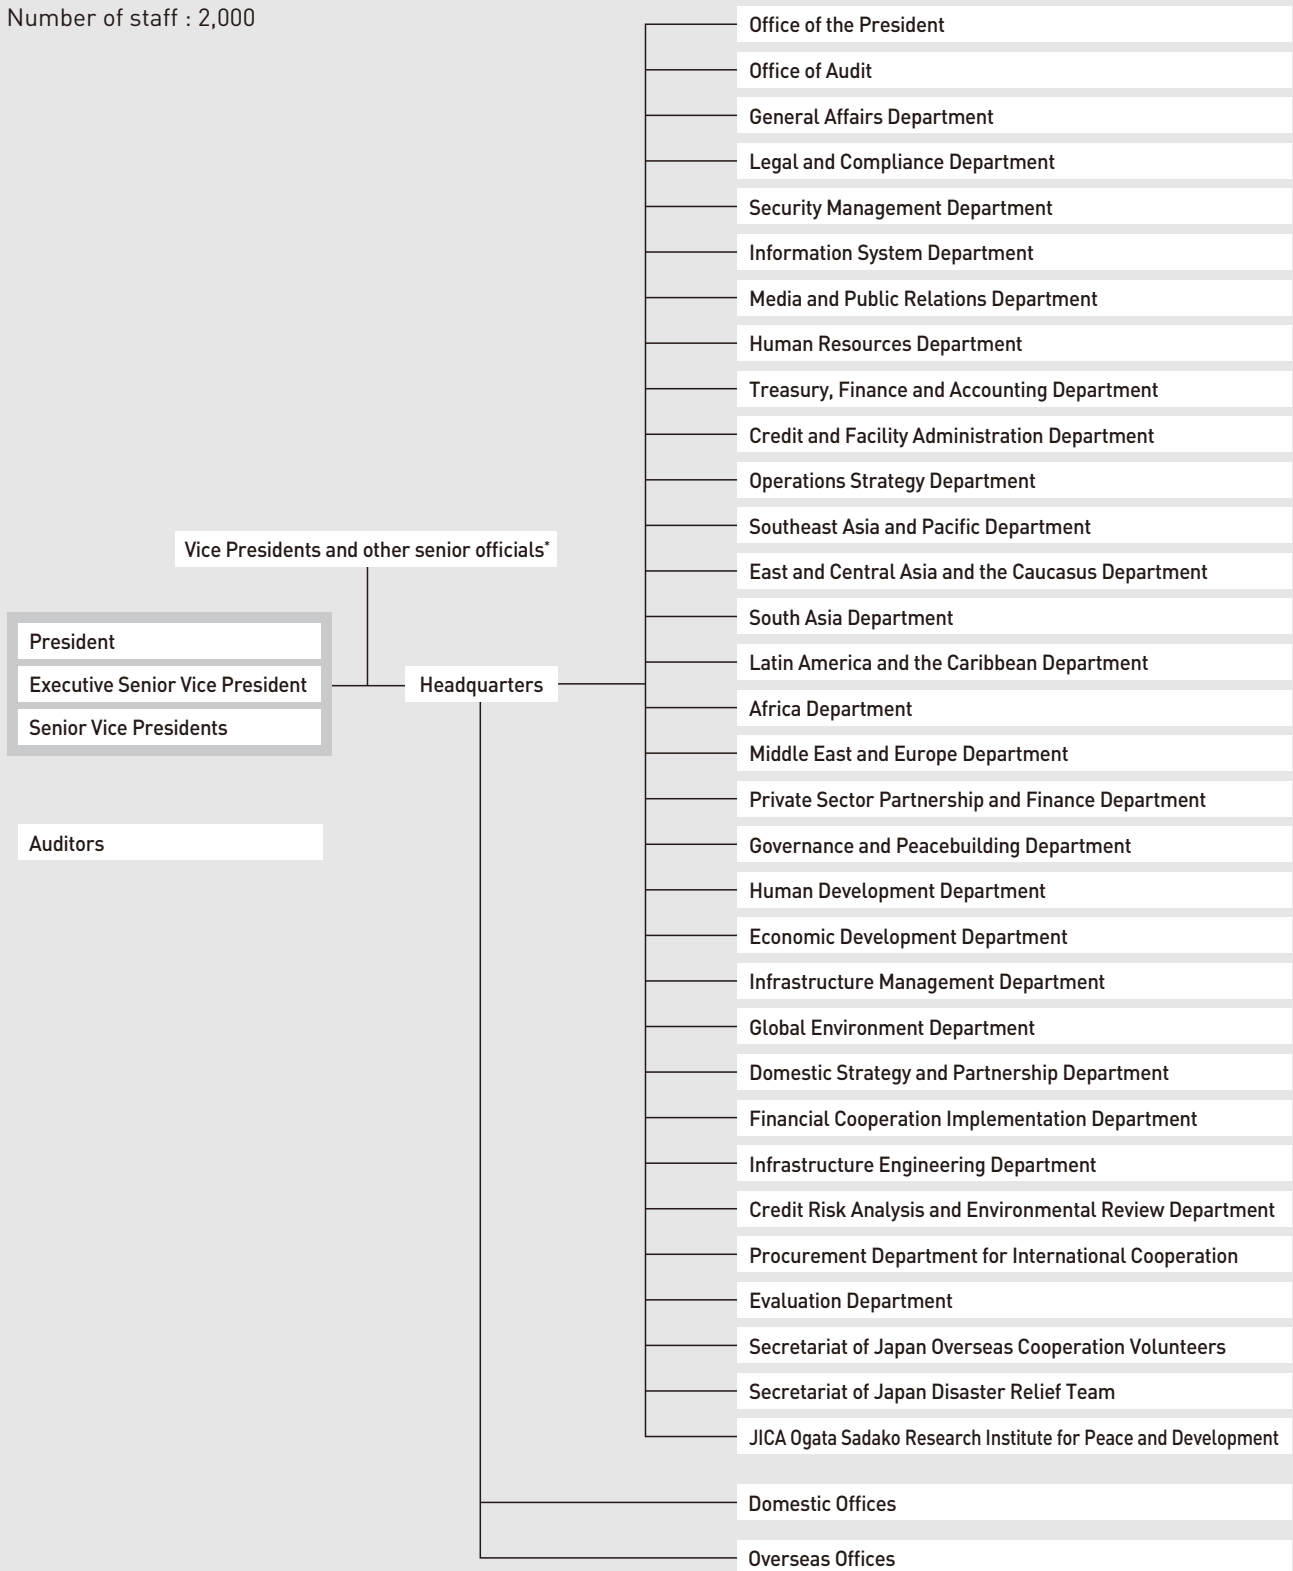 Number of staff : 2,000
Vice Presidents and other senior officials*
President
Executive Senior Vice President
Senior Vice Presidents
Auditors
Headquarters
Office of the President
Office of Audit
General Affairs Department
Legal and Compliance Department
Security Management Department
Information System Department
Media and Public Relations Department
Human Resources Department
Treasury, Finance and Accounting Department
Credit and Facility Administration Department
Operations Strategy Department
Southeast Asia and Pacific Department
East and Central Asia and the Caucasus Department
South Asia Department
Latin America and the Caribbean Department
Africa Department
Middle East and Europe Department
Private Sector Partnership and Finance Department
Governance and Peacebuilding Department
Human Development Department
Economic Development Department
Infrastructure Management Department
Global Environment Department
Domestic Strategy and Partnership Department
Financial Cooperation Implementation Department
Infrastructure Engineering Department
Credit Risk Analysis and Environmental Review Department
Procurement Department for International Cooperation
Evaluation Department
Secretariat of Japan Overseas Cooperation Volunteers
Secretariat of Japan Disaster Relief Team
JICA Ogata Sadako Research Institute for Peace and Development
Domestic Offices
Overseas Offices